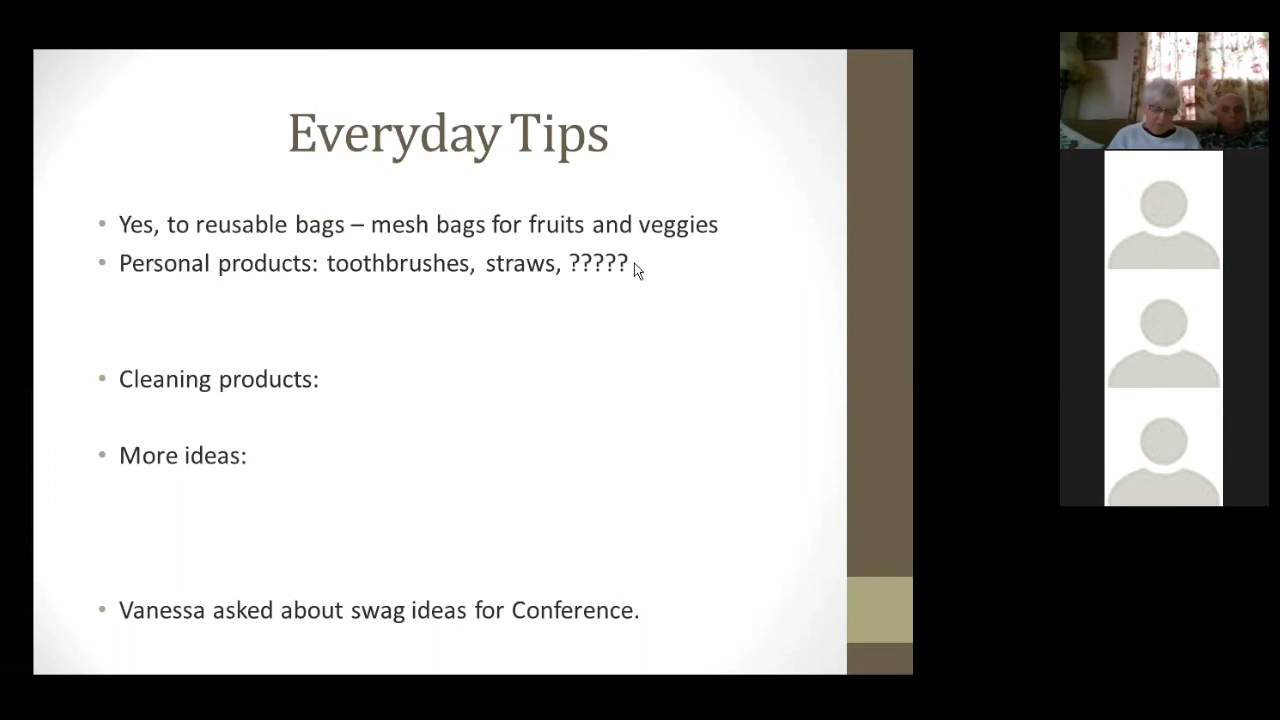 Everyday Tips
Yes, to reusable bags – mesh bags for fruits and veggies
Personal products: toothbrushes, straws, ?????
Cleaning products:
More ideas:
Vanessa asked about swag ideas for Conference.